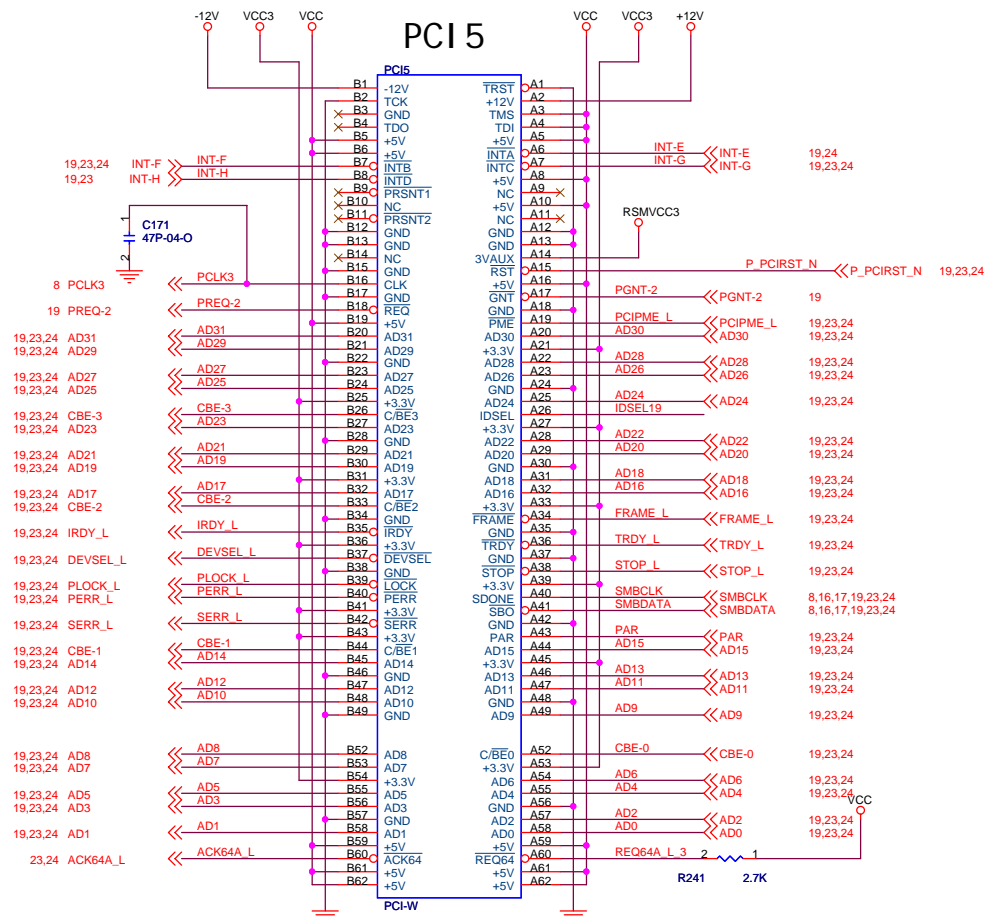 -12V VCC3 VCC VCC VCC3 +12V
PCI 5
PCI5
B1 -12V TRST A1
B2 TCK +12V A2
B3 GND TMS A3
B4 TDO TDI A4
B5 +5V +5V A5
19,23,24 INT-F INT-F B6 +5V INTA A6 INT-E INT-E 19,24
19,23 INT-H INT-H B7 INTB INTC A7 INT-G INT-G 19,23,24
B8 INTD +5V A8
B9 PRSNT1 NC A9
B10 NC +5V A10
B11 PRSNT2 NC A11
1 C171 47P-04-O 2
B12 GND GND A12
B13 GND GND A13
B14 NC 3VAUX A14 RSMVCC3
B15 GND RST A15 P_PCIRST_N P_PCIRST_N 19,23,24
8 PCLK3 PCLK3 B16 CLK +5V A16
B17 GND GNT A17 PGNT-2 PGNT-2 19
19 PREQ-2 PREQ-2 B18 REQ GND A18
B19 +5V PME A19 PCIPME_L PCIPME_L 19,23,24
19,23,24 AD31 AD31 B20 AD31 AD30 A20 AD30 AD30 19,23,24
19,23,24 AD29 AD29 B21 AD29 +3.3V A21
B22 GND AD28 A22 AD28 AD28 19,23,24
19,23,24 AD27 AD27 B23 AD27 AD26 A23 AD26 AD26 19,23,24
19,23,24 AD25 AD25 B24 AD25 GND A24
B25 +3.3V AD24 A25 AD24 AD24 19,23,24
19,23,24 CBE-3 CBE-3 B26 C/BE3 IDSEL A26 IDSEL19
19,23,24 AD23 AD23 B27 AD23 +3.3V A27
B28 GND AD22 A28 AD22 AD22 19,23,24
19,23,24 AD21 AD21 B29 AD21 AD20 A29 AD20 AD20 19,23,24
19,23,24 AD19 AD19 B30 AD19 GND A30
B31 +3.3V AD18 A31 AD18 AD18 19,23,24
19,23,24 AD17 AD17 B32 AD17 AD16 A32 AD16 AD16 19,23,24
19,23,24 CBE-2 CBE-2 B33 C/BE2 +3.3V A33
B34 GND FRAME A34 FRAME_L FRAME_L 19,23,24
19,23,24 IRDY_L IRDY_L B35 IRDY GND A35
B36 +3.3V TRDY A36 TRDY_L TRDY_L 19,23,24
19,23,24 DEVSEL_L DEVSEL_L B37 DEVSEL GND A37
B38 GND STOP A38 STOP_L STOP_L 19,23,24
19,23,24 PLOCK_L PLOCK_L B39 LOCK +3.3V A39
19,23,24 PERR_L PERR_L B40 PERR SDONE A40 SMBCLK SMBCLK 8,16,17,19,23,24
B41 +3.3V SBO A41 SMBDATA SMBDATA 8,16,17,19,23,24
19,23,24 SERR_L SERR_L B42 SERR GND A42
B43 +3.3V PAR A43 PAR PAR 19,23,24
19,23,24 CBE-1 CBE-1 B44 C/BE1 AD15 A44 AD15 AD15 19,23,24
19,23,24 AD14 AD14 B45 AD14 +3.3V A45
B46 GND AD13 A46 AD13 AD13 19,23,24
19,23,24 AD12 AD12 B47 AD12 AD11 A47 AD11 AD11 19,23,24
19,23,24 AD10 AD10 B48 AD10 GND A48
B49 GND AD9 A49 AD9 AD9 19,23,24
19,23,24 AD8 AD8 B52 AD8 C/BE0 A52 CBE-0 CBE-0 19,23,24
19,23,24 AD7 AD7 B53 AD7 +3.3V A53
B54 +3.3V AD6 A54 AD6 AD6 19,23,24
19,23,24 AD5 AD5 B55 AD5 AD4 A55 AD4 AD4 19,23,24
19,23,24 AD3 AD3 B56 AD3 GND A56 VCC
B57 GND AD2 A57 AD2 AD2 19,23,24
19,23,24 AD1 AD1 B58 AD1 AD0 A58 AD0 AD0 19,23,24
B59 +5V +5V A59
23,24 ACK64A_L ACK64A_L B60 ACK64 REQ64 A60 REQ64A_L_3 2 1
B61 +5V +5V A61 R241 2.7K
B62 +5V +5V A62
PCI-W